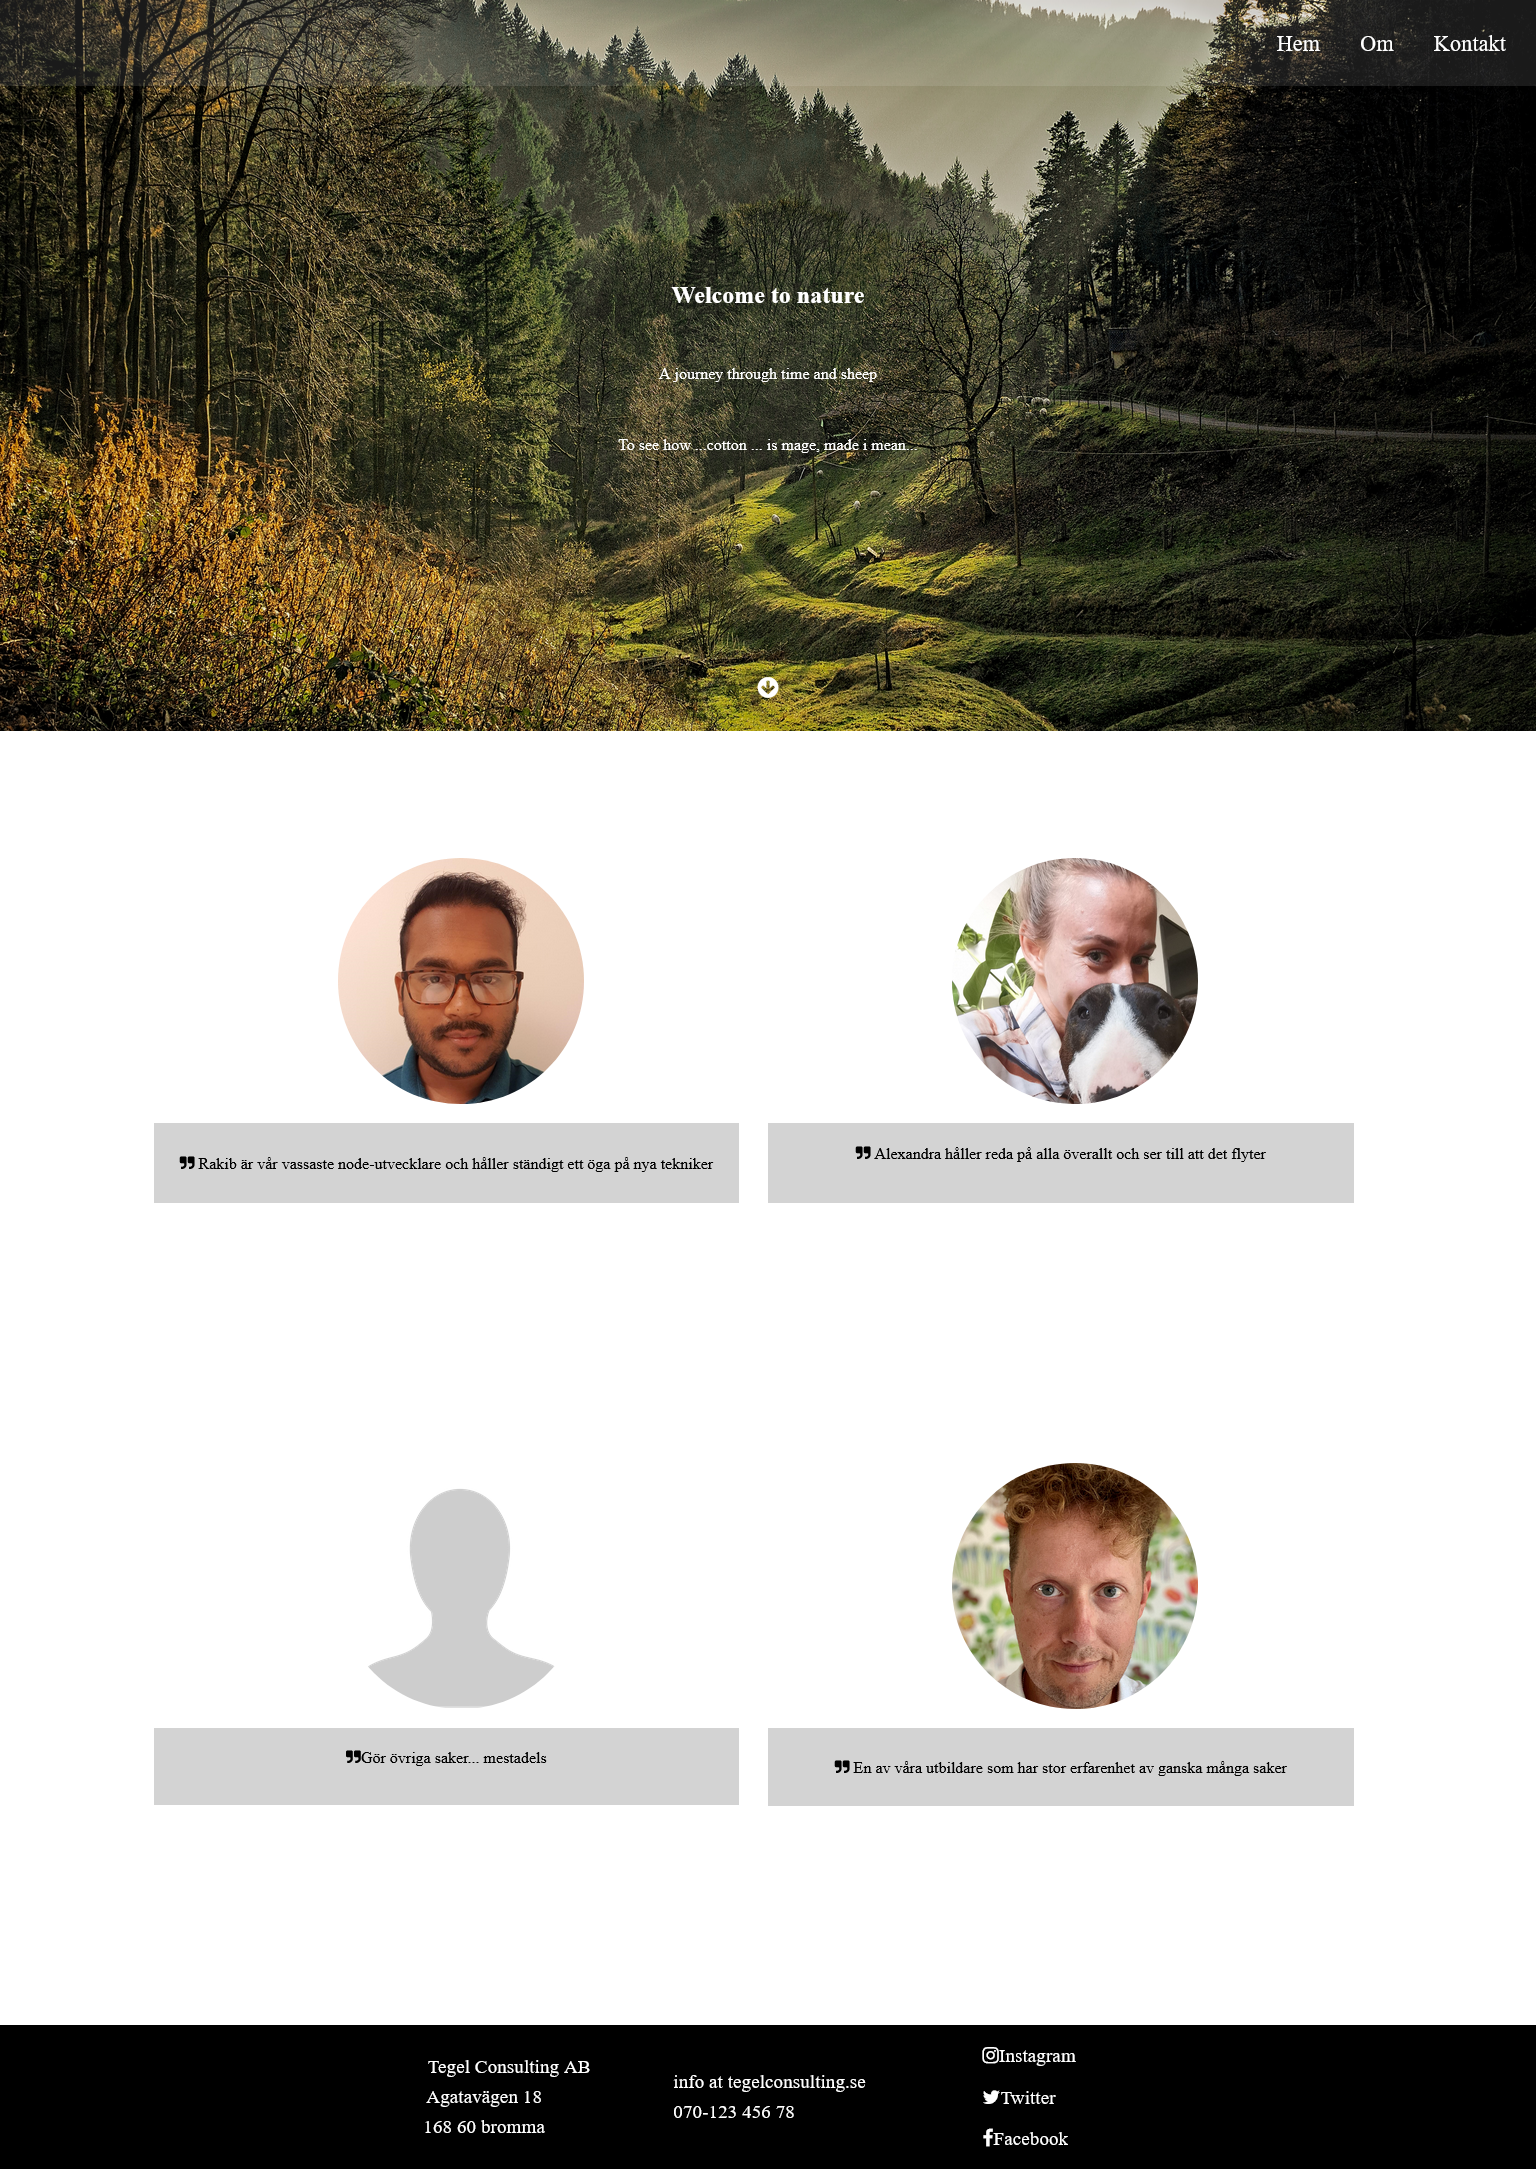 Hem Om Kontakt
Welcome to nature
A journey through time and sheep
To see how ...cotton ... is mage, made i mean...
❞ Rakib är vår vassaste node-utvecklare och håller ständigt ett öga på nya tekniker
❞ Alexandra håller reda på alla överallt och ser till att det flyter
❞Gör övriga saker... mestadels
❞ En av våra utbildare som har stor erfarenhet av ganska många saker
Tegel Consulting AB
Agatavägen 18
168 60 bromma
info at tegelconsulting.se
070-123 456 78
Instagram
Twitter
Facebook